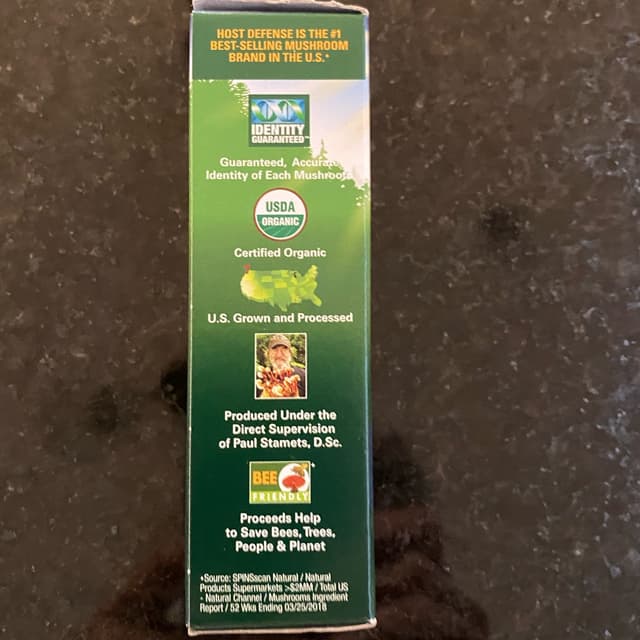 HOST DEFENSE IS THE #1
BEST-SELLING MUSHROOM
BRAND IN THE U.S.*
IDENTITY
GUARANTEED™
Guaranteed, Accurate
Identity of Each Mushroom
USDA
ORGANIC
Certified Organic
U.S. Grown and Processed
Produced Under the
Direct Supervision
of Paul Stamets, D.Sc.
BEE
FRIENDLY
Proceeds Help
to Save Bees, Trees,
People & Planet
*Source: SPINSscan Natural / Natural
Products Supermarkets >$2MM / Total US
- Natural Channel / Mushrooms Ingredient
Report / 52 Wks Ending 03/25/2018